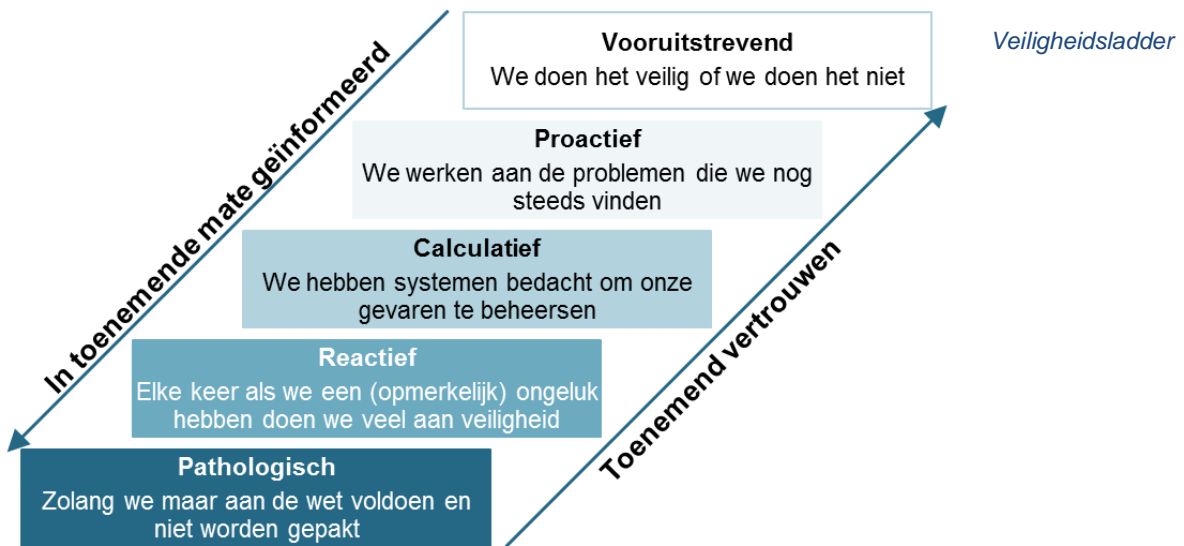 Veiligheidsladder
Vooruitstrevend
We doen het veilig of we doen het niet
Proactief
We werken aan de problemen die we nog
steeds vinden
Calculatief
We hebben systemen bedacht om onze
gevaren te beheersen
Reactief
Elke keer als we een (opmerkelijk) ongeluk
hebben doen we veel aan veiligheid
Pathologisch
Zolang we maar aan de wet voldoen en
niet worden gepakt
In toenemende mate geïnformeerd
Toenemend vertrouwen